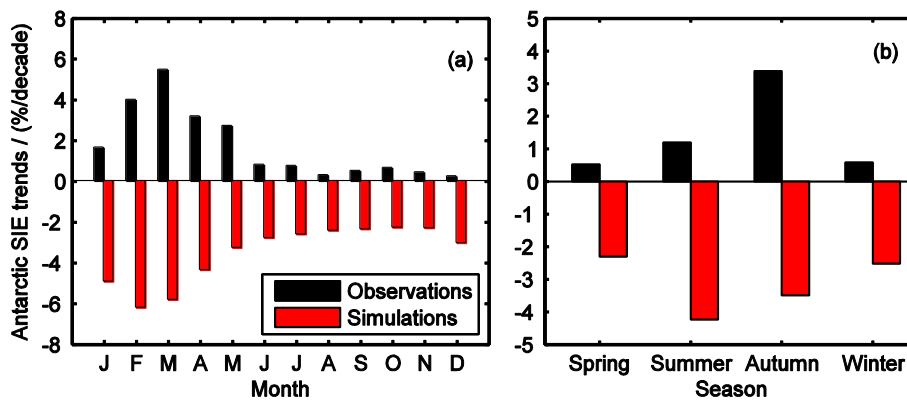 Antarctic SIE trends / (%/decade)
8
6
4
2
0
-2
-4
-6
-8
(a)
Observations
Simulations
J F M A M J J A S O N D
Month
5
4
3
2
1
0
-1
-2
-3
-4
-5
(b)
Spring Summer Autumn Winter
Season